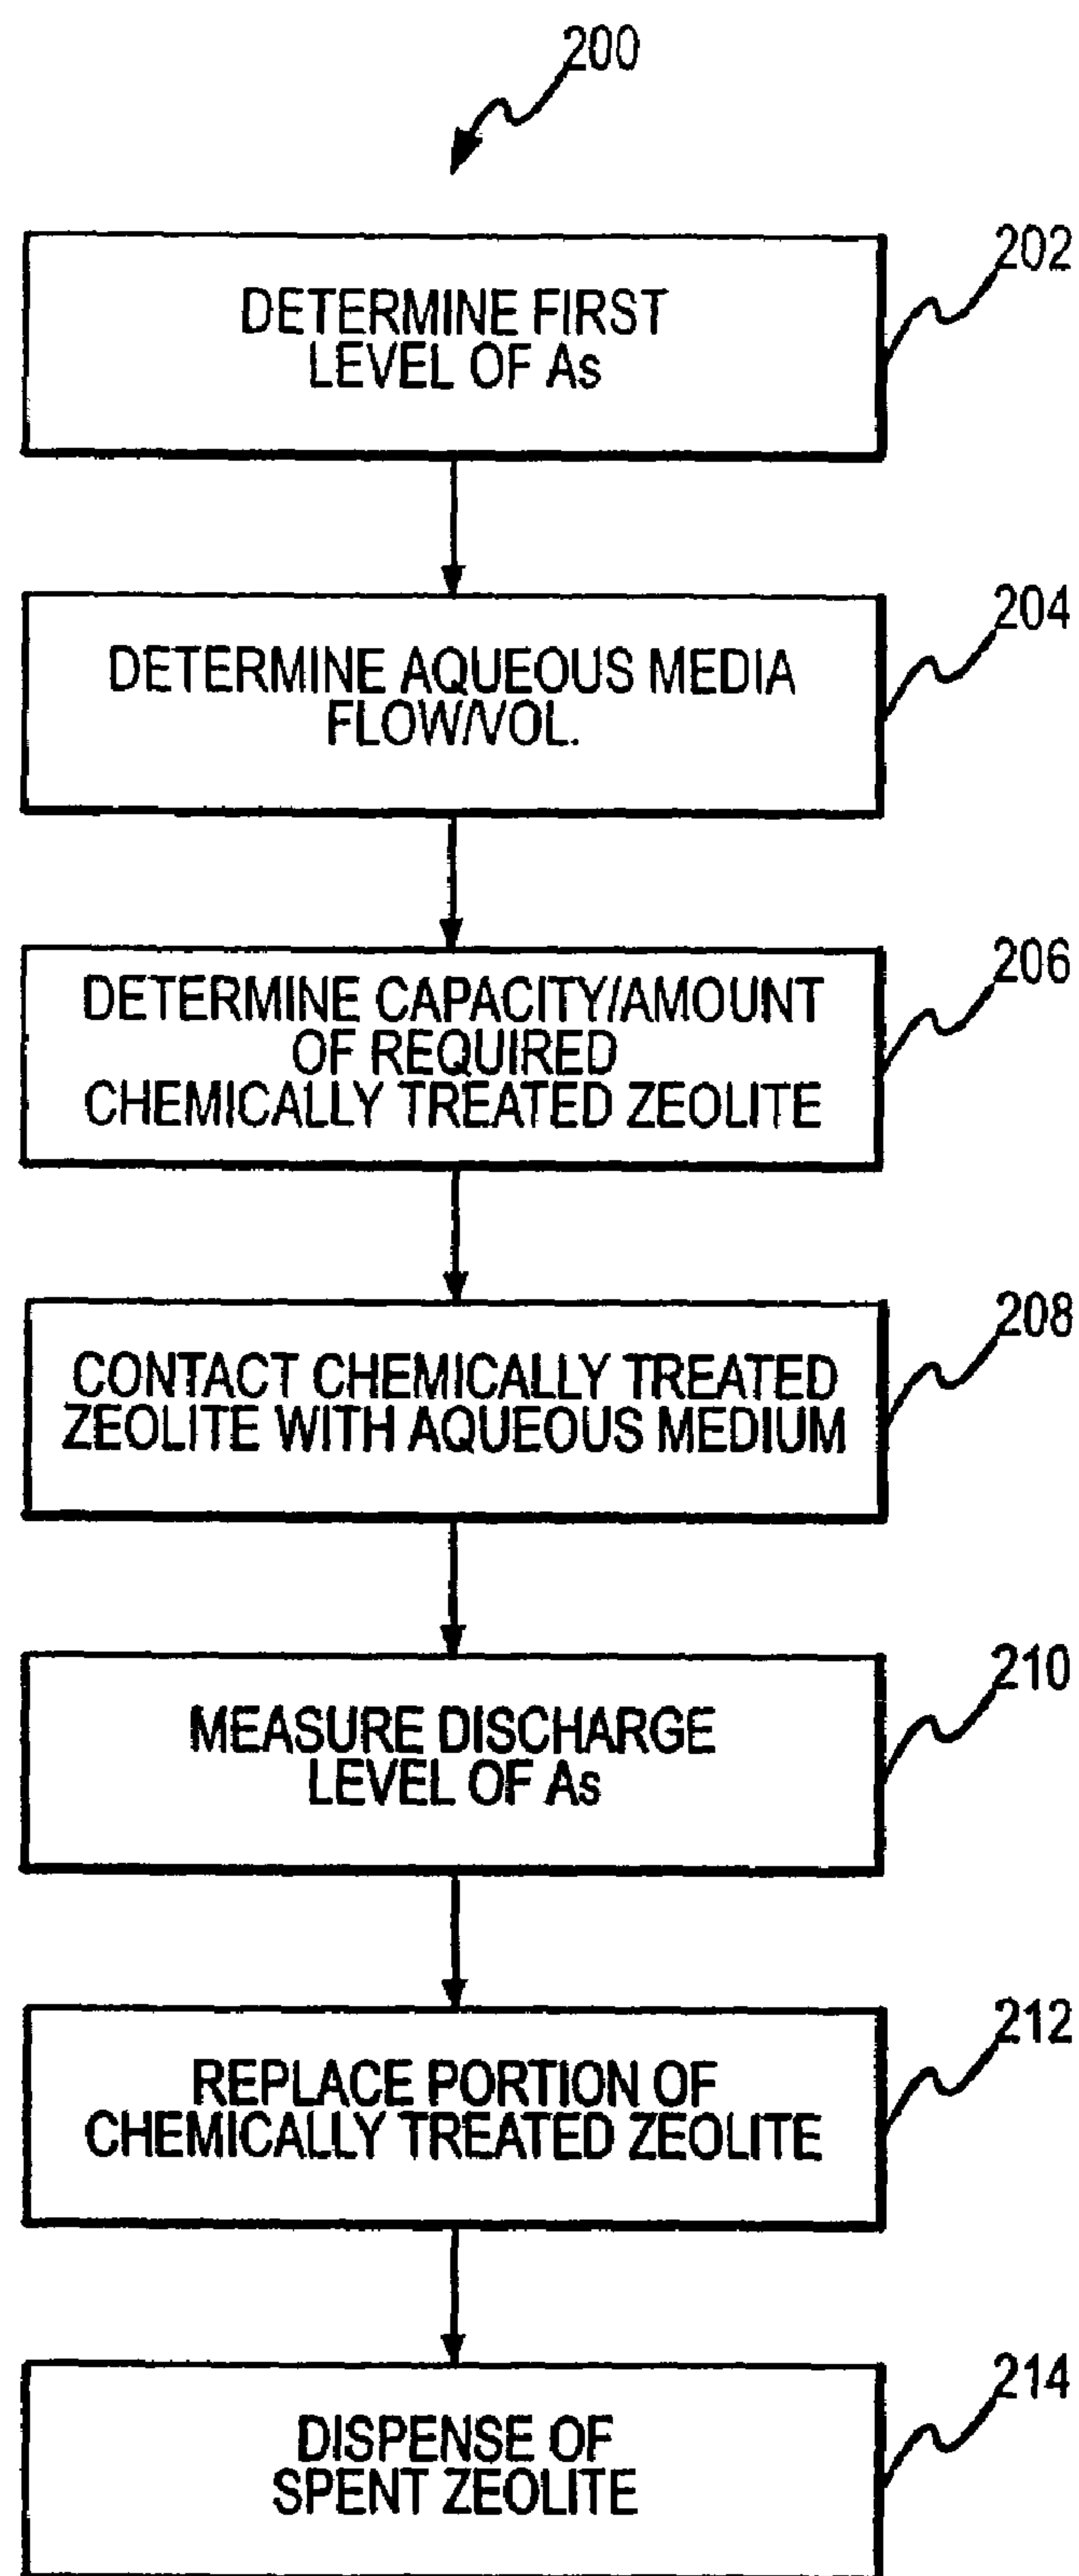 200
202
DETERMINE FIRST
LEVEL OF As
204
DETERMINE AQUEOUS MEDIA
FLOW/VOL.
206
DETERMINE CAPACITY/AMOUNT
OF REQUIRED
CHEMICALLY TREATED ZEOLITE
208
CONTACT CHEMICALLY TREATED
ZEOLITE WITH AQUEOUS MEDIUM
210
MEASURE DISCHARGE
LEVEL OF As
212
REPLACE PORTION OF
CHEMICALLY TREATED ZEOLITE
214
DISPENSE OF
SPENT ZEOLITE